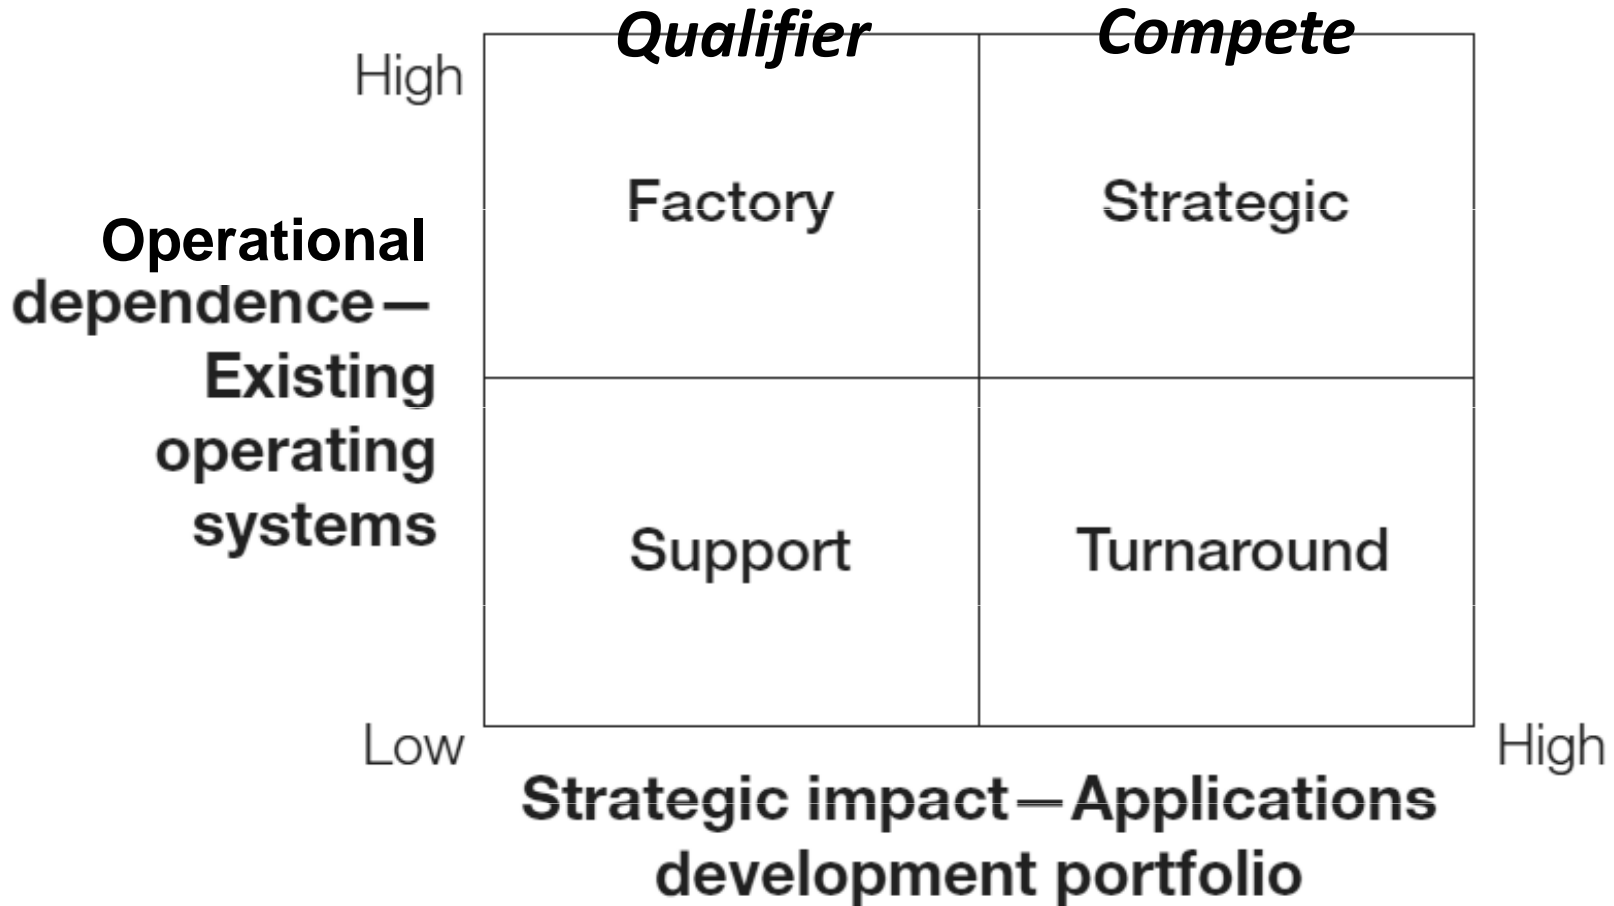 Qualifier
Compete
High
Factory
Strategic
Operational
dependence—
Existing
operating
systems
Support
Turnaround
Low
High
Strategic impact—Applications
development portfolio